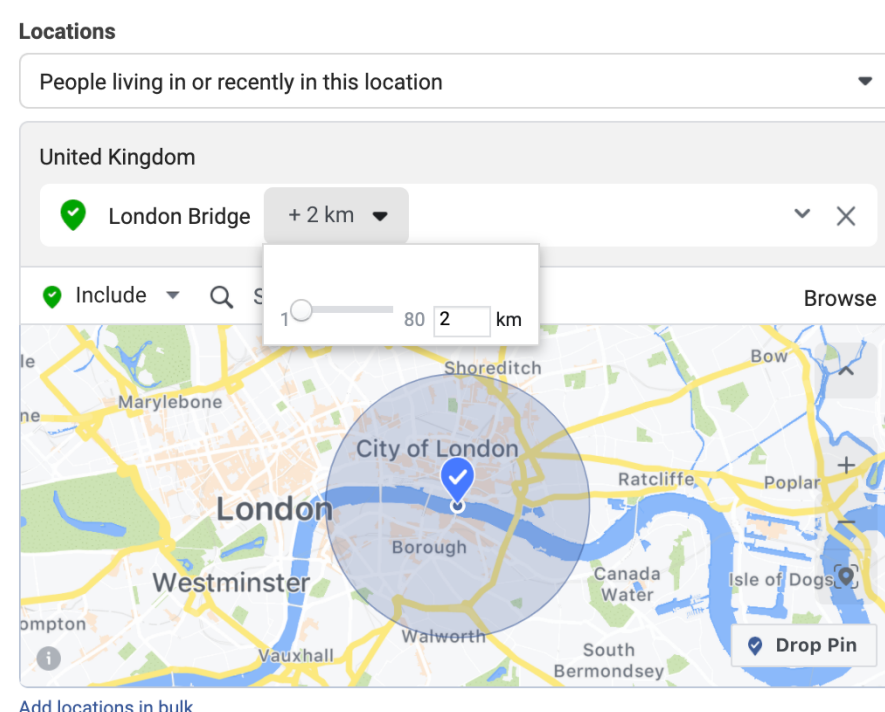 Locations
People living in or recently in this location
United Kingdom
London Bridge + 2 km
Include
Browse
1 80 2 km
Shoreditch
Bow
Marylebone
City of London
Ratcliffe
Poplar
London
Borough
Canada
Water
Isle of Dogs
Westminster
Walworth
Vauxhall
South
Bermondsey
Drop Pin
Add locations in bulk